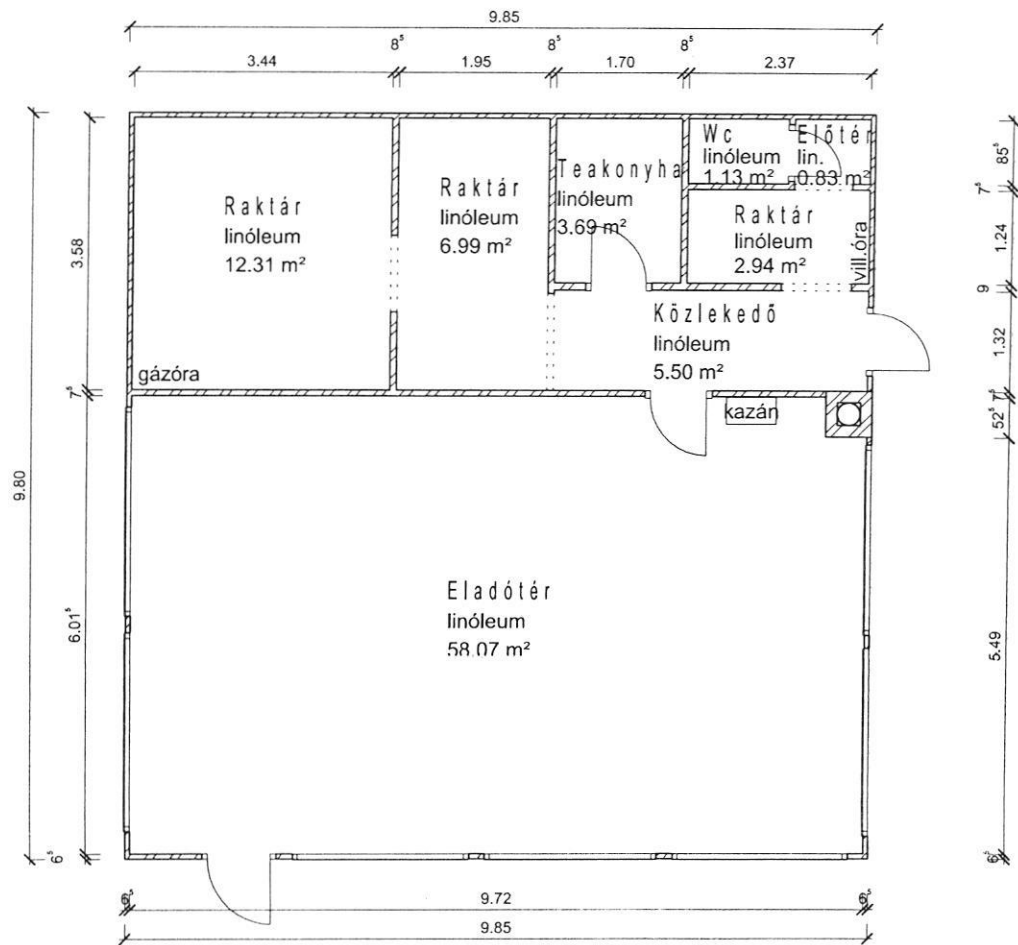 9.85
8⁵ 8⁵ 8⁵
3.44 1.95 1.70 2.37
Raktár
linóleum
12.31 m²
Raktár
linóleum
6.99 m²
Teakonyha
linóleum
3.69 m²
Wc
linóleum
1.13 m²
Előtér
lin.
0.83 m²
Raktár
linóleum
2.94 m²
vill.óra
Közlekedő
linóleum
5.50 m²
gázóra
kazán
Eladótér
linóleum
58.07 m²
9.80
3.58
7⁵
6.01⁵
6⁵
85⁵
7⁵
1.24
9
1.32
7⁵
52⁵
5.49
6⁵
6⁵ 9.72 6⁵
9.85